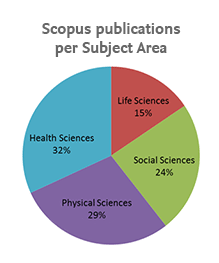 Scopus publications
per Subject Area
Life Sciences
15%
Social Sciences
24%
Physical Sciences
29%
Health Sciences
32%